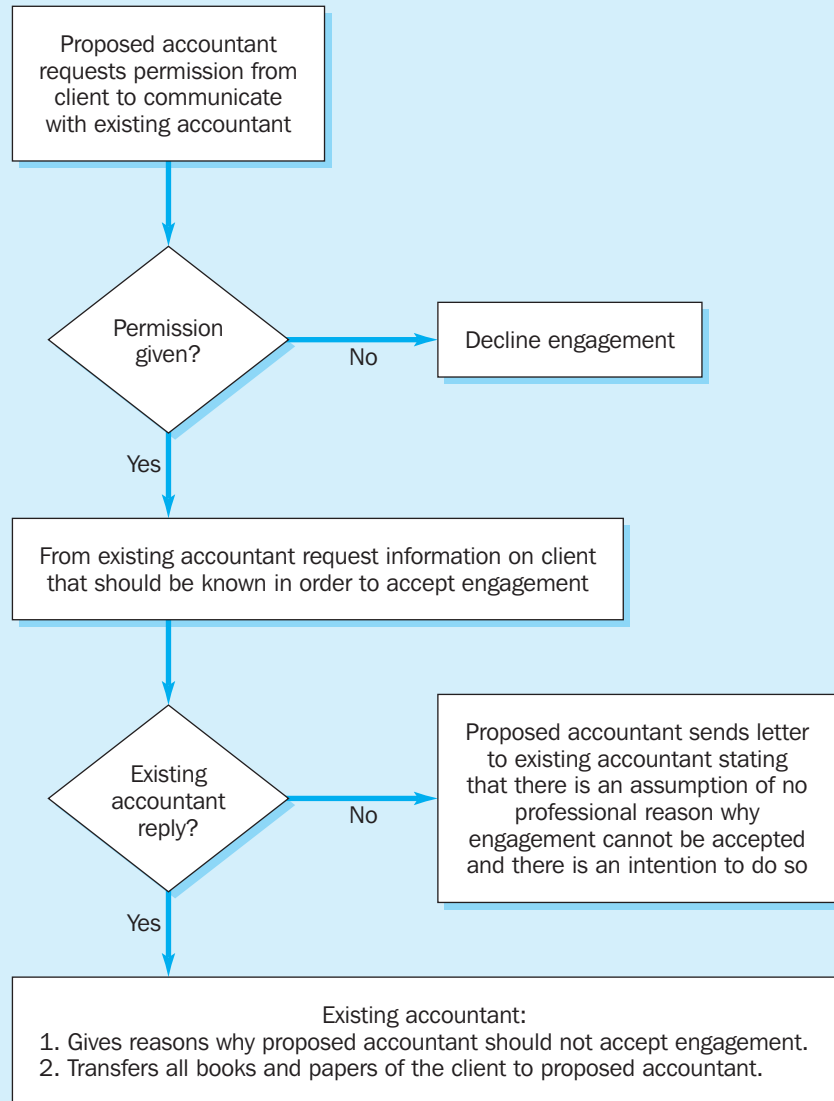 Proposed accountant
requests permission from
client to communicate
with existing accountant
Permission
given?
No
Decline engagement
Yes
From existing accountant request information on client
that should be known in order to accept engagement
Existing
accountant
reply?
No
Proposed accountant sends letter
to existing accountant stating
that there is an assumption of no
professional reason why
engagement cannot be accepted
and there is an intention to do so
Yes
Existing accountant:
1. Gives reasons why proposed accountant should not accept engagement.
2. Transfers all books and papers of the client to proposed accountant.